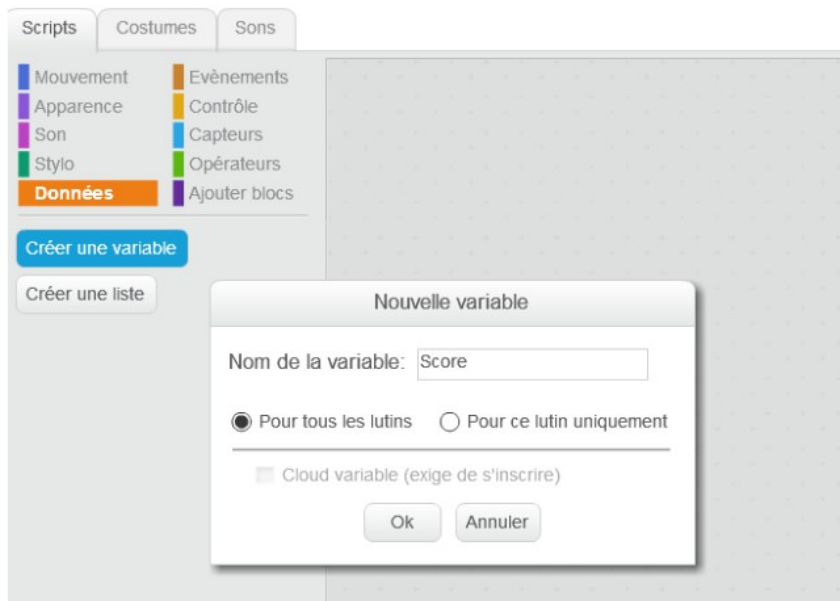 Scripts Costumes Sons
Mouvement Evènements
Apparence Contrôle
Son Capteurs
Stylo Opérateurs
Données Ajouter blocs
Créer une variable
Créer une liste
Nouvelle variable
Nom de la variable: Score
Pour tous les lutins Pour ce lutin uniquement
Cloud variable (exige de s'inscrire)
Ok Annuler